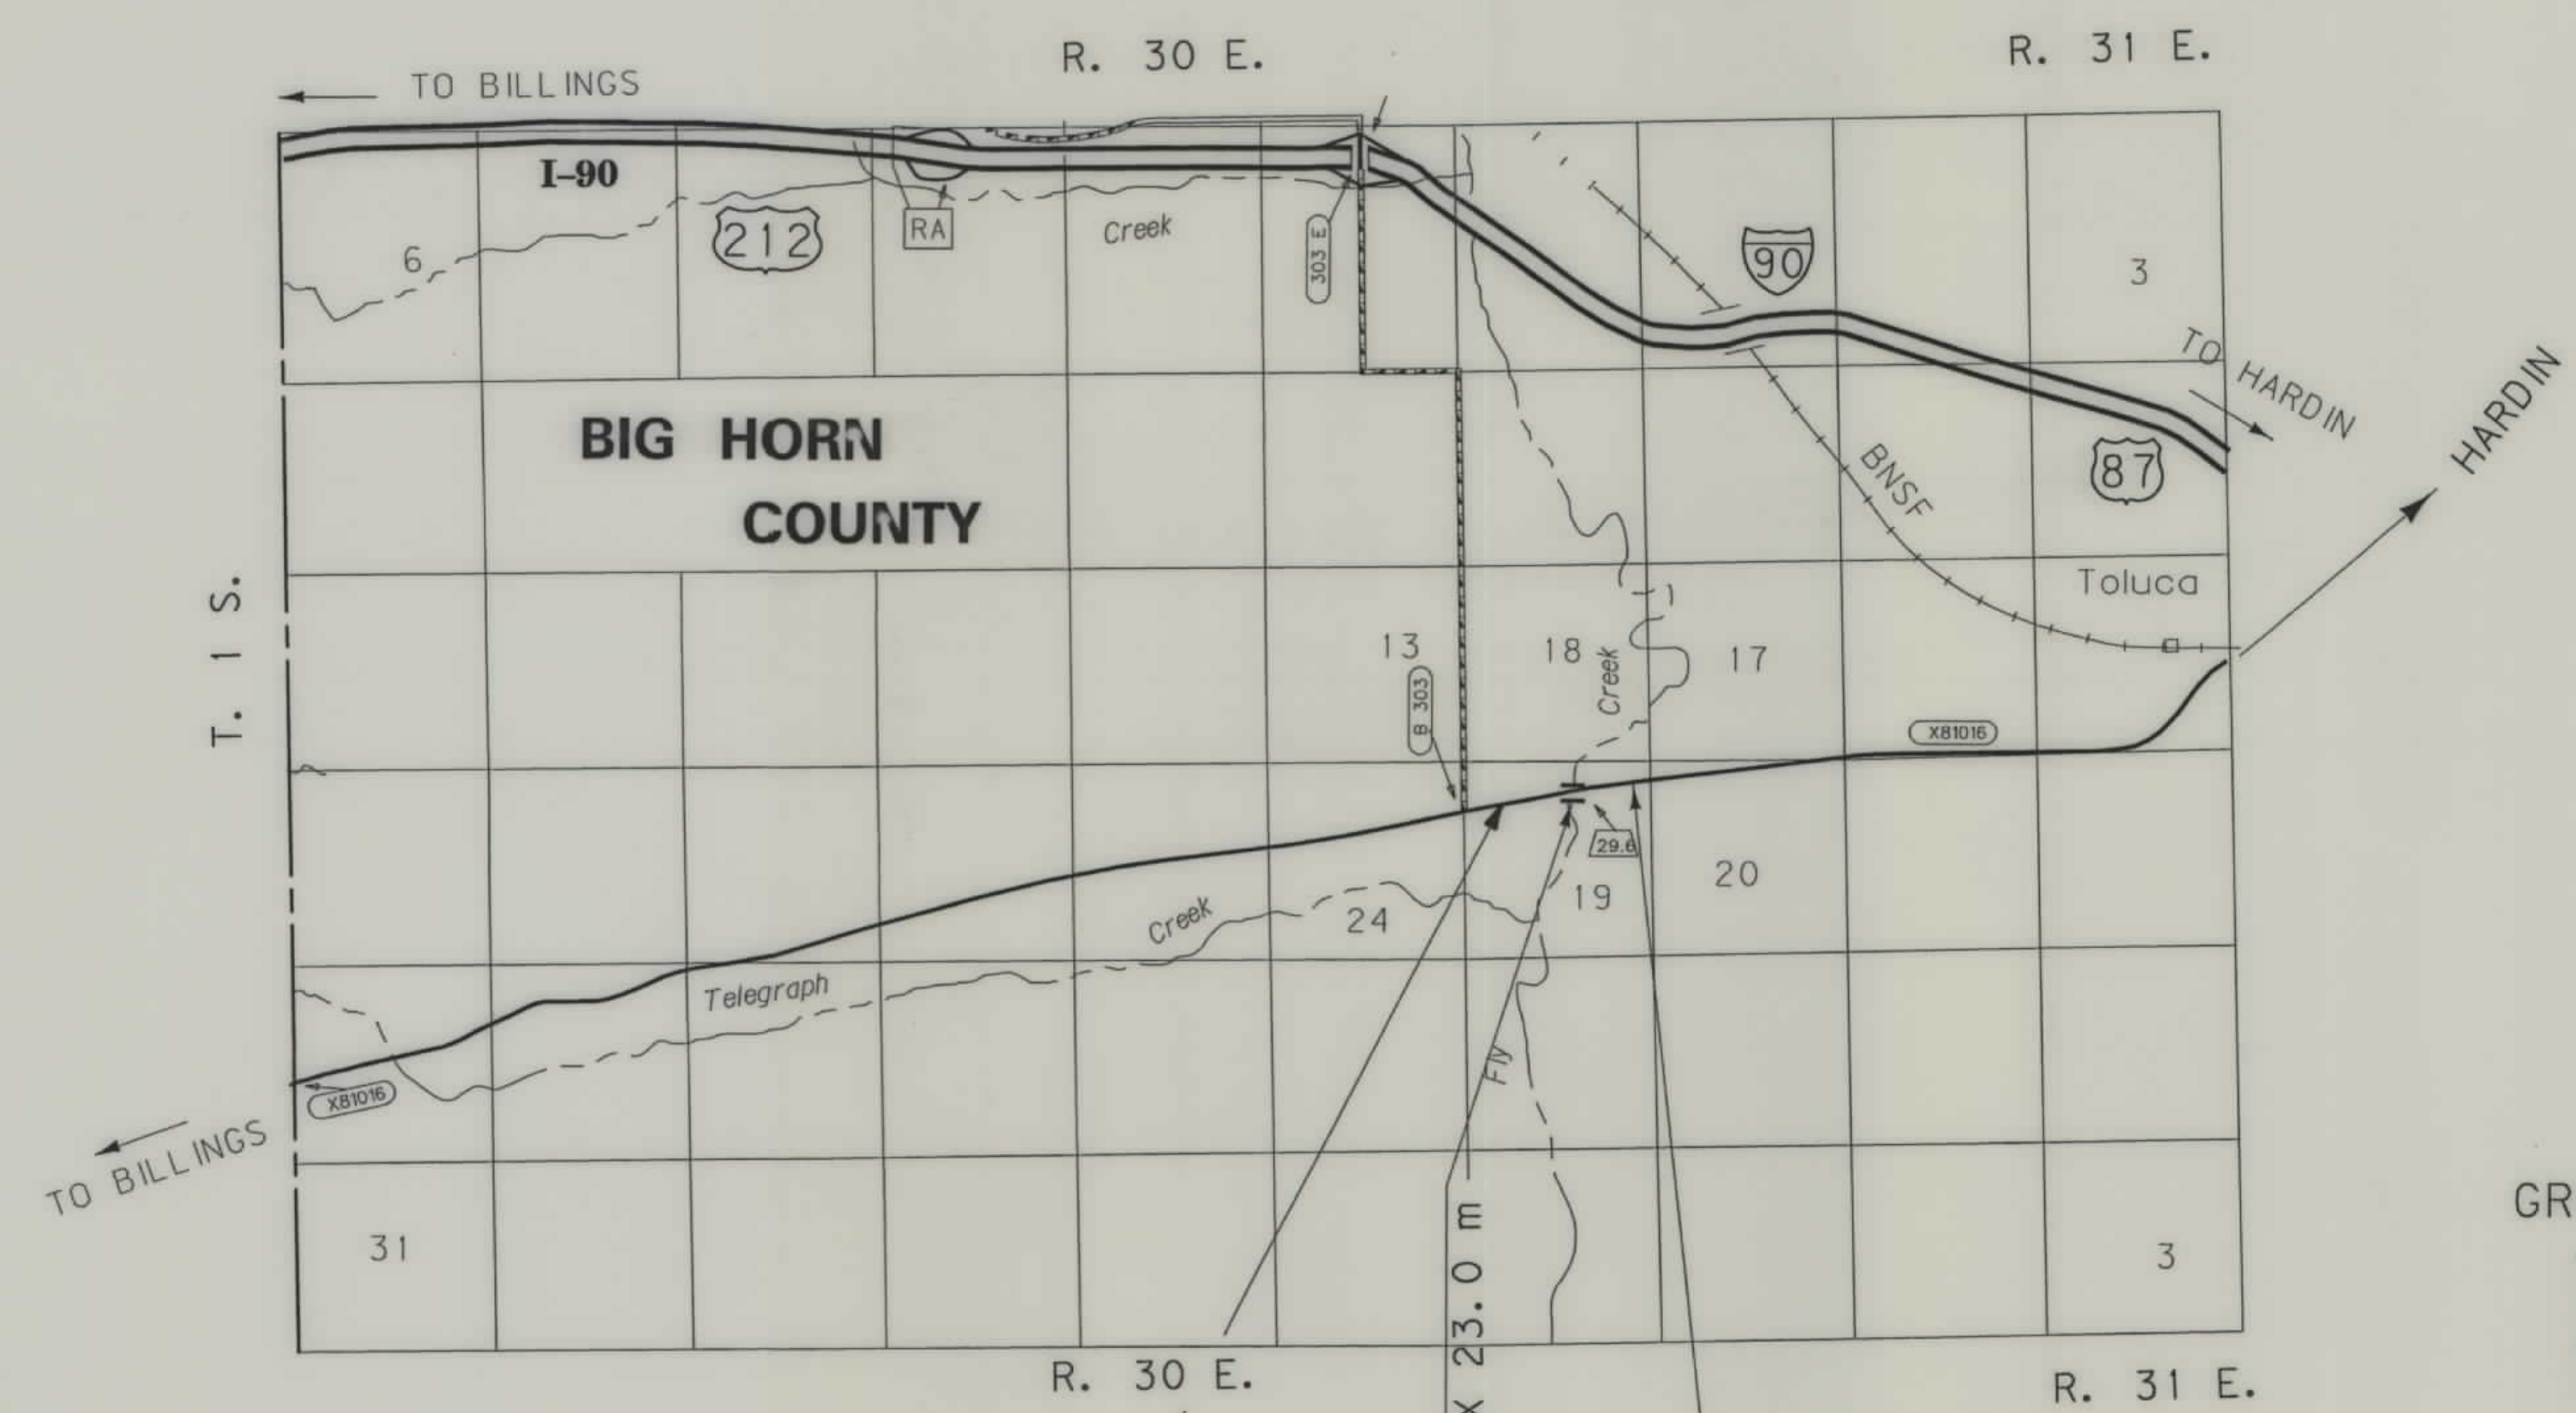 R. 30 E.
R. 31 E.
TO BILLINGS
I-90
212
RA
Creek
303 E
90
6
3
TO HARDIN
HARDIN
BIG HORN
COUNTY
87
BNSF
Toluca
T. 1 S.
13
18
Creek
17
B 303
X81016
29.6
20
19
24
Creek
Telegraph
Fly
X81016
TO BILLINGS
GR
31
3
X 23.0 m
R. 30 E.
R. 31 E.